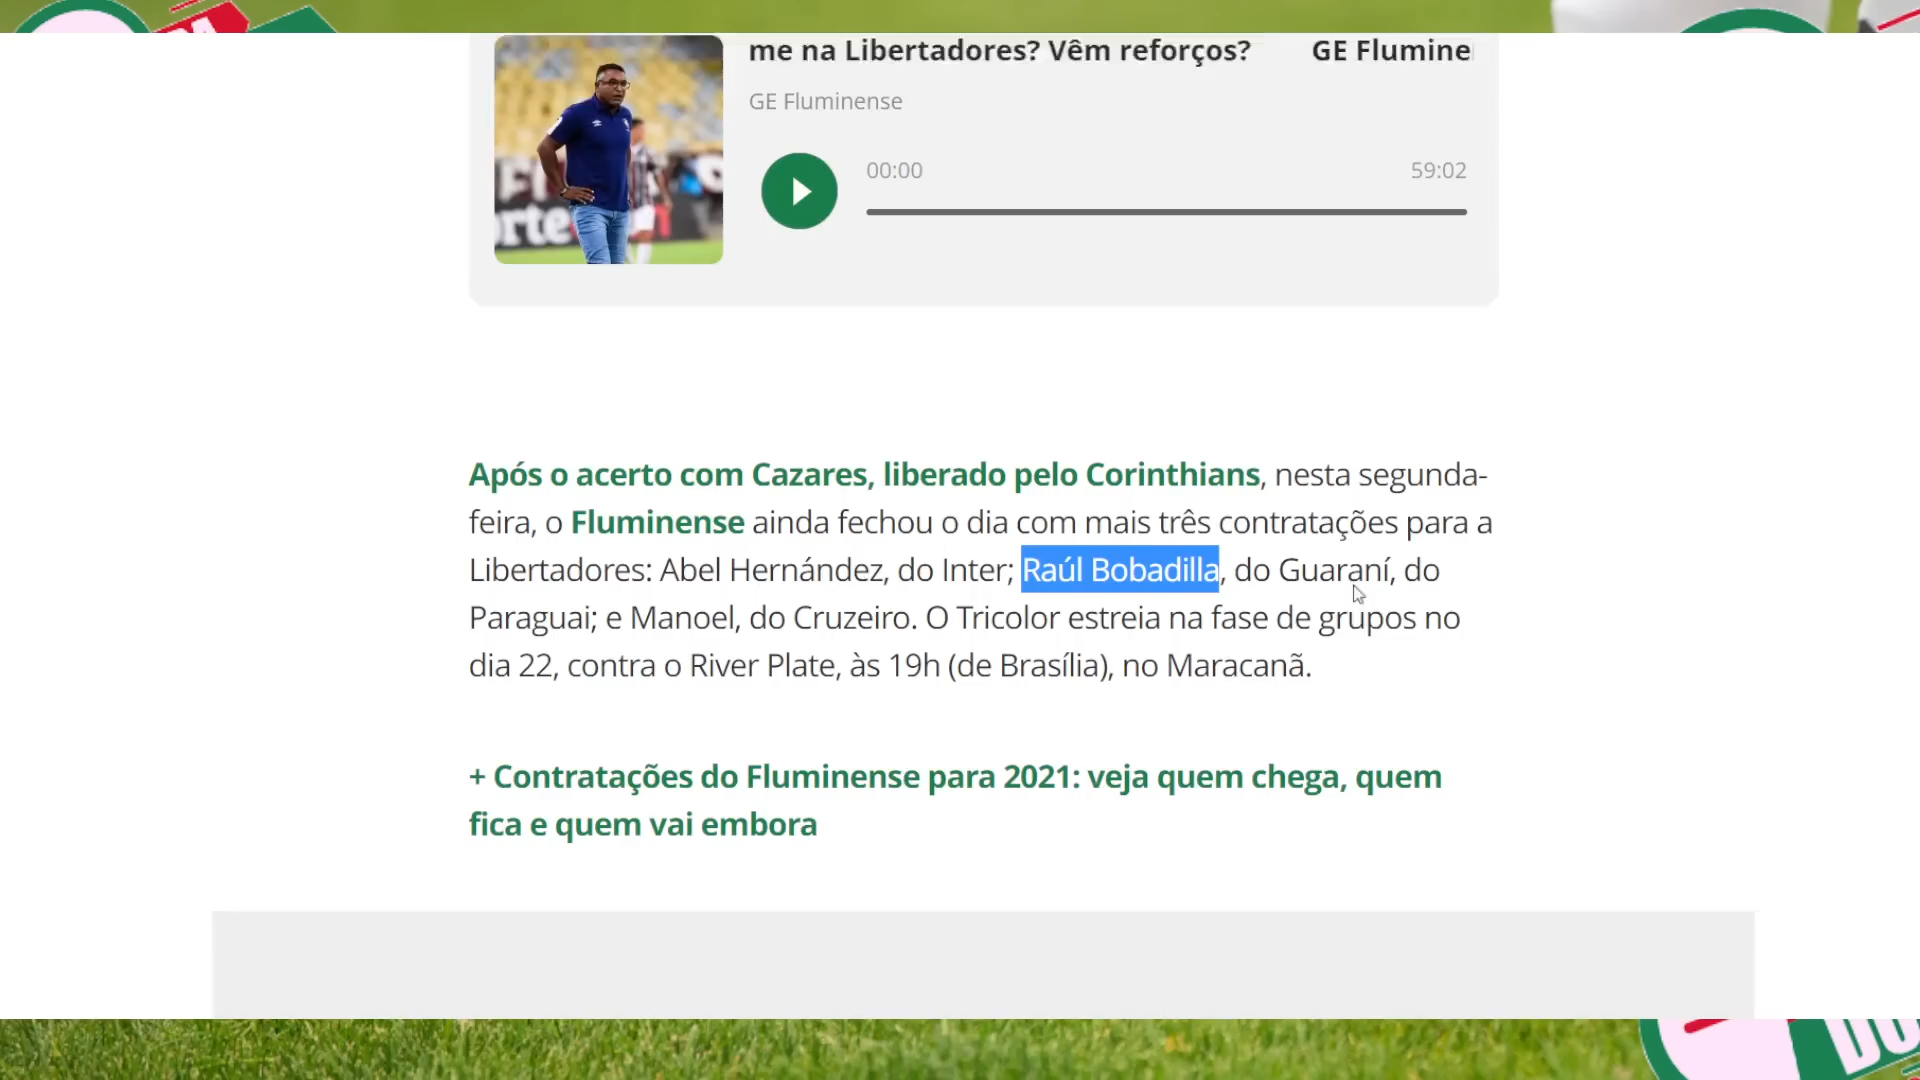 me na Libertadores? Vêm reforços? GE Flumine
GE Fluminense
00:00 59:02
Após o acerto com Cazares, liberado pelo Corinthians, nesta segunda-
feira, o Fluminense ainda fechou o dia com mais três contratações para a
Libertadores: Abel Hernández, do Inter; Raúl Bobadilla, do Guaraní, do
Paraguai; e Manoel, do Cruzeiro. O Tricolor estreia na fase de grupos no
dia 22, contra o River Plate, às 19h (de Brasília), no Maracanã.
+ Contratações do Fluminense para 2021: veja quem chega, quem
fica e quem vai embora